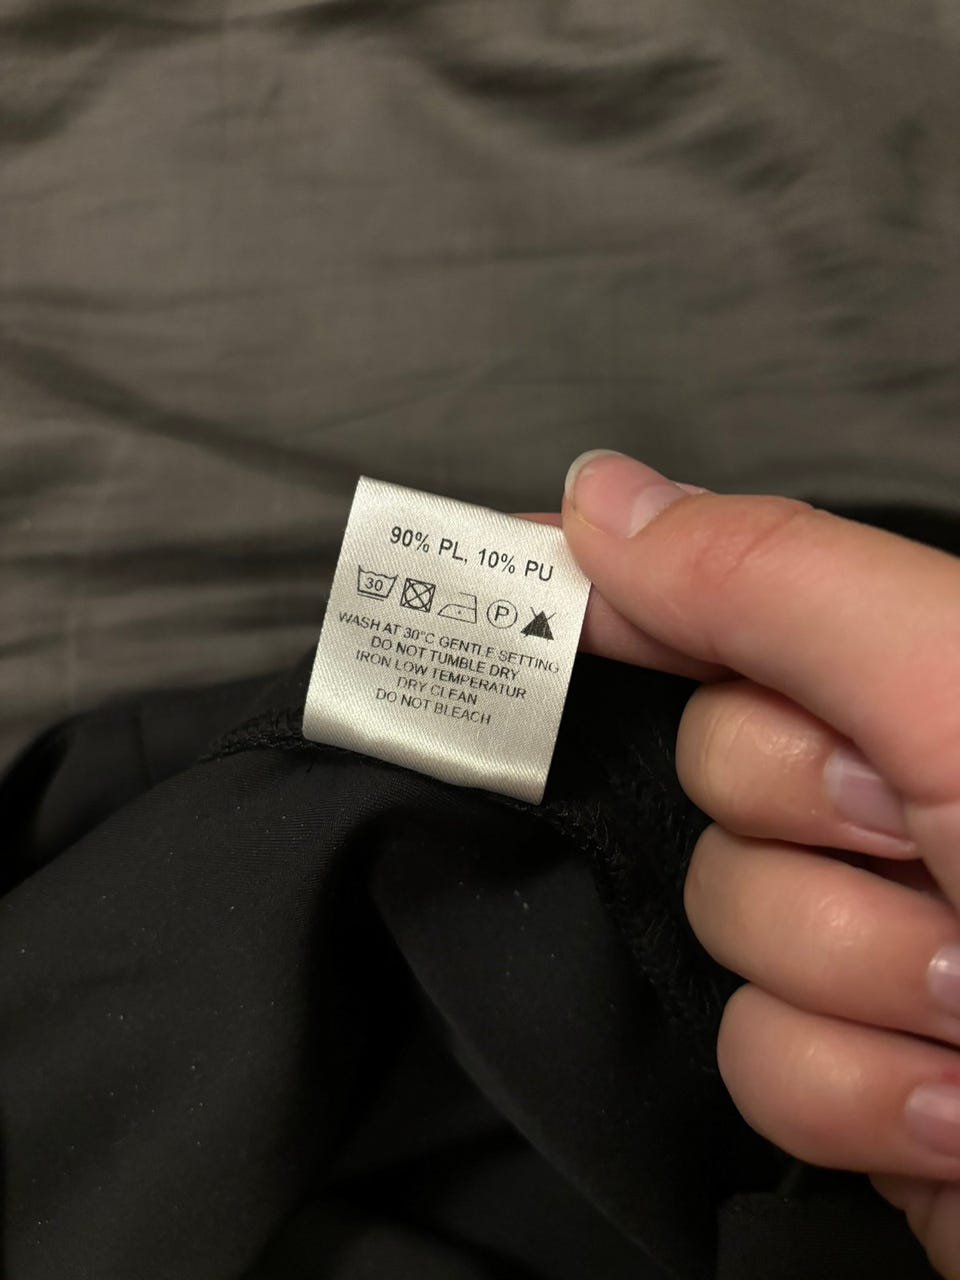 90% PL, 10% PU
30 P
WASH AT 30°C GENTLE SETTING
DO NOT TUMBLE DRY
IRON LOW TEMPERATUR
DRY CLEAN
DO NOT BLEACH